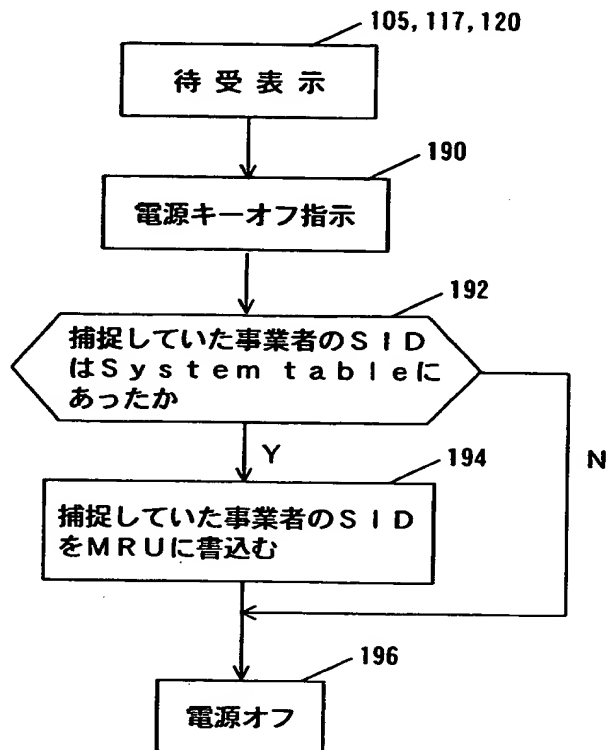 105, 117, 120
待受表示
190
電源キーオフ指示
192
捕捉していた事業者のSID
はSystem tableに
あったか
Y
N
194
捕捉していた事業者のSID
をMRUに書込む
196
電源オフ